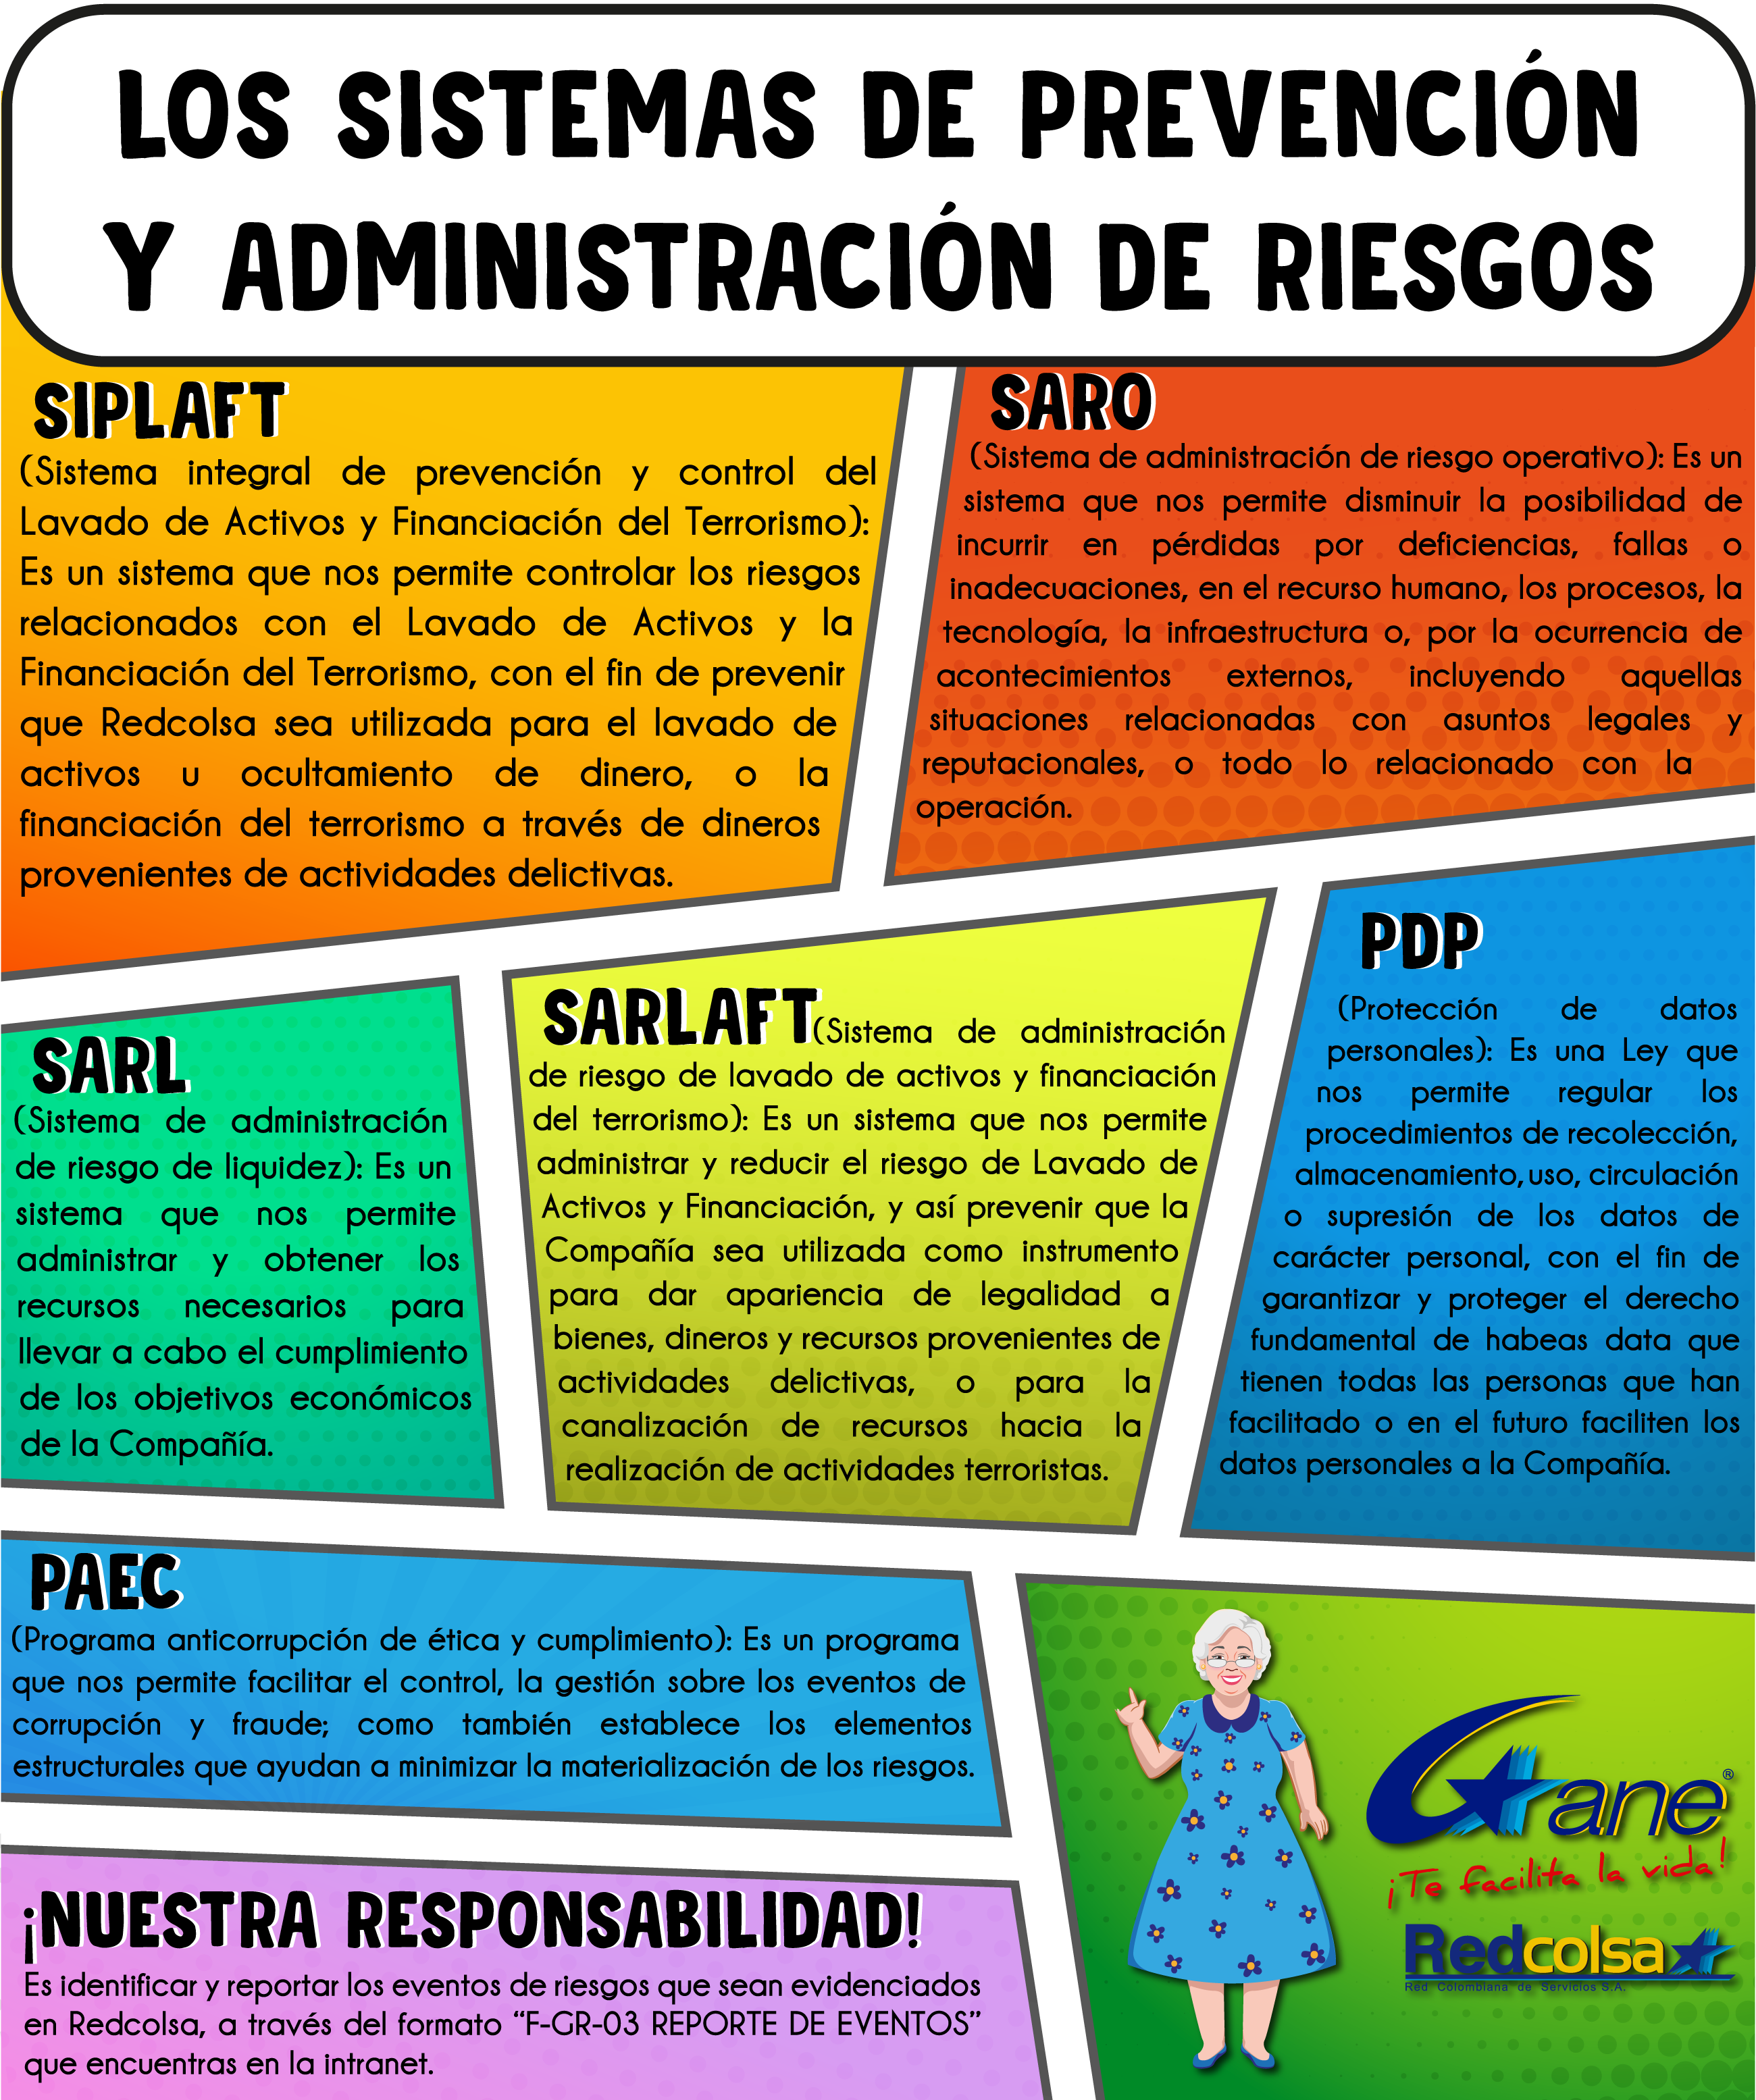 LOS SISTEMAS DE PREVENCIÓN
Y ADMINISTRACIÓN DE RIESGOS
SIPLAFT
(Sistema integral de prevención y control del
Lavado de Activos y Financiación del Terrorismo):
Es un sistema que nos permite controlar los riesgos
relacionados con el Lavado de Activos y la
Financiación del Terrorismo, con el fin de prevenir
que Redcolsa sea utilizada para el lavado de
activos u ocultamiento de dinero, o la
financiación del terrorismo a través de dineros
provenientes de actividades delictivas.
SARO
(Sistema de administración de riesgo operativo): Es un
sistema que nos permite disminuir la posibilidad de
incurrir en pérdidas por deficiencias, fallas o
inadecuaciones, en el recurso humano, los procesos, la
tecnología, la infraestructura o, por la ocurrencia de
acontecimientos externos, incluyendo aquellas
situaciones relacionadas con asuntos legales y
reputacionales, o todo lo relacionado con la
operación.
SARL
(Sistema de administración
de riesgo de liquidez): Es un
sistema que nos permite
administrar y obtener los
recursos necesarios para
llevar a cabo el cumplimiento
de los objetivos económicos
de la Compañía.
SARLAFT (Sistema de administración
de riesgo de lavado de activos y financiación
del terrorismo): Es un sistema que nos permite
administrar y reducir el riesgo de Lavado de
Activos y Financiación, y así prevenir que la
Compañía sea utilizada como instrumento
para dar apariencia de legalidad a
bienes, dineros y recursos provenientes de
actividades delictivas, o para la
canalización de recursos hacia la
realización de actividades terroristas.
PDP
(Protección de datos
personales): Es una Ley que
nos permite regular los
procedimientos de recolección,
almacenamiento, uso, circulación
o supresión de los datos de
carácter personal, con el fin de
garantizar y proteger el derecho
fundamental de habeas data que
tienen todas las personas que han
facilitado o en el futuro faciliten los
datos personales a la Compañía.
PAEC
(Programa anticorrupción de ética y cumplimiento): Es un programa
que nos permite facilitar el control, la gestión sobre los eventos de
corrupción y fraude; como también establece los elementos
estructurales que ayudan a minimizar la materialización de los riesgos.
¡NUESTRA RESPONSABILIDAD!
Es identificar y reportar los eventos de riesgos que sean evidenciados
en Redcolsa, a través del formato “F-GR-03 REPORTE DE EVENTOS”
que encuentras en la intranet.
Gane®
¡Te facilita la vida!
Redcolsa
Red Colombiana de Servicios S.A.